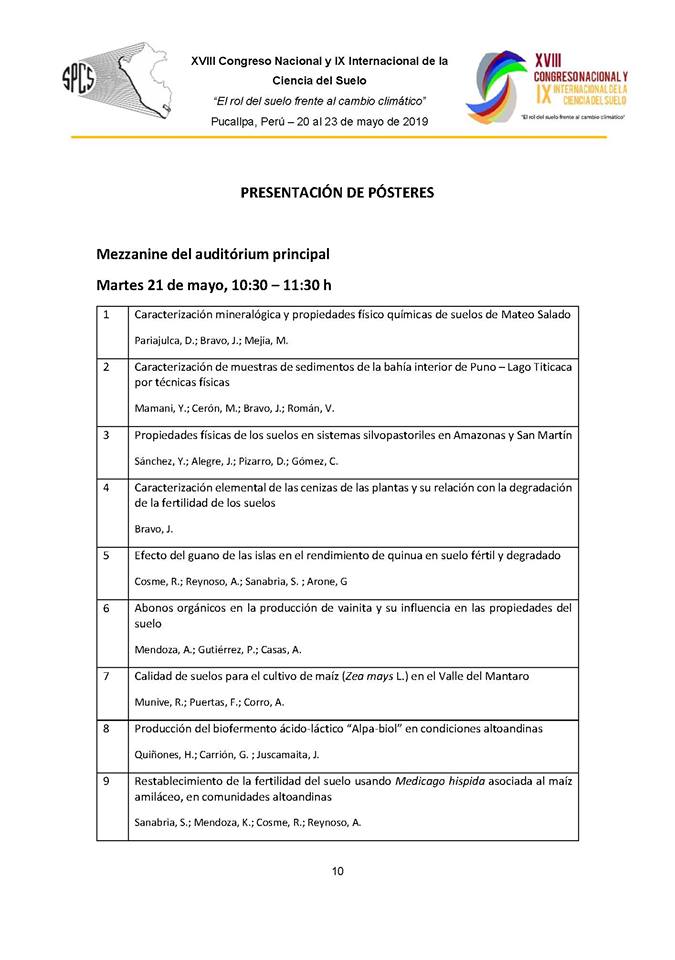 SPCS
XVIII Congreso Nacional y IX Internacional de la
Ciencia del Suelo
“El rol del suelo frente al cambio climático”
Pucallpa, Perú – 20 al 23 de mayo de 2019
XVIII
CONGRESO NACIONAL Y
IX INTERNACIONAL DE LA
CIENCIA DEL SUELO
"El rol del suelo frente al cambio climático"
PRESENTACIÓN DE PÓSTERES
Mezzanine del auditórium principal
Martes 21 de mayo, 10:30 – 11:30 h
1 Caracterización mineralógica y propiedades físico químicas de suelos de Mateo Salado
Pariajulca, D.; Bravo, J.; Mejía, M.
2 Caracterización de muestras de sedimentos de la bahía interior de Puno – Lago Titicaca
por técnicas físicas
Mamani, Y.; Cerón, M.; Bravo, J.; Román, V.
3 Propiedades físicas de los suelos en sistemas silvopastoriles en Amazonas y San Martín
Sánchez, Y.; Alegre, J.; Pizarro, D.; Gómez, C.
4 Caracterización elemental de las cenizas de las plantas y su relación con la degradación
de la fertilidad de los suelos
Bravo, J.
5 Efecto del guano de las islas en el rendimiento de quinua en suelo fértil y degradado
Cosme, R.; Reynoso, A.; Sanabria, S. ; Arone, G
6 Abonos orgánicos en la producción de vainita y su influencia en las propiedades del
suelo
Mendoza, A.; Gutiérrez, P.; Casas, A.
7 Calidad de suelos para el cultivo de maíz (Zea mays L.) en el Valle del Mantaro
Munive, R.; Puertas, F.; Corro, A.
8 Producción del biofermento ácido-láctico “Alpa-biol” en condiciones altoandinas
Quiñones, H.; Carrión, G. ; Juscamaita, J.
9 Restablecimiento de la fertilidad del suelo usando Medicago hispida asociada al maíz
amiláceo, en comunidades altoandinas
Sanabria, S.; Mendoza, K.; Cosme, R.; Reynoso, A.
10